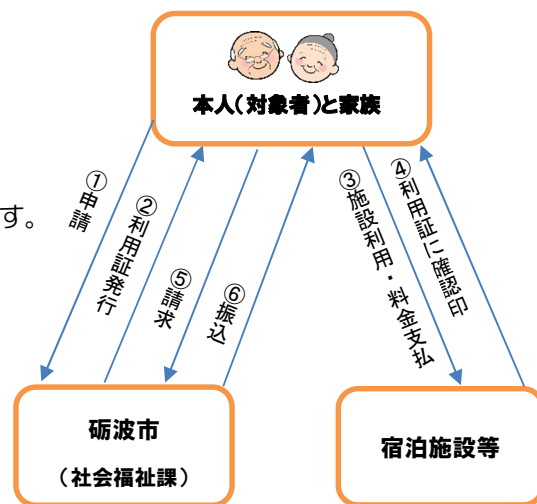 本人（対象者）と家族
す。
①申請
②利用証発行
⑤請求
⑥振込
③施設利用・料金支払
④利用証に確認印
砺波市
（社会福祉課）
宿泊施設等